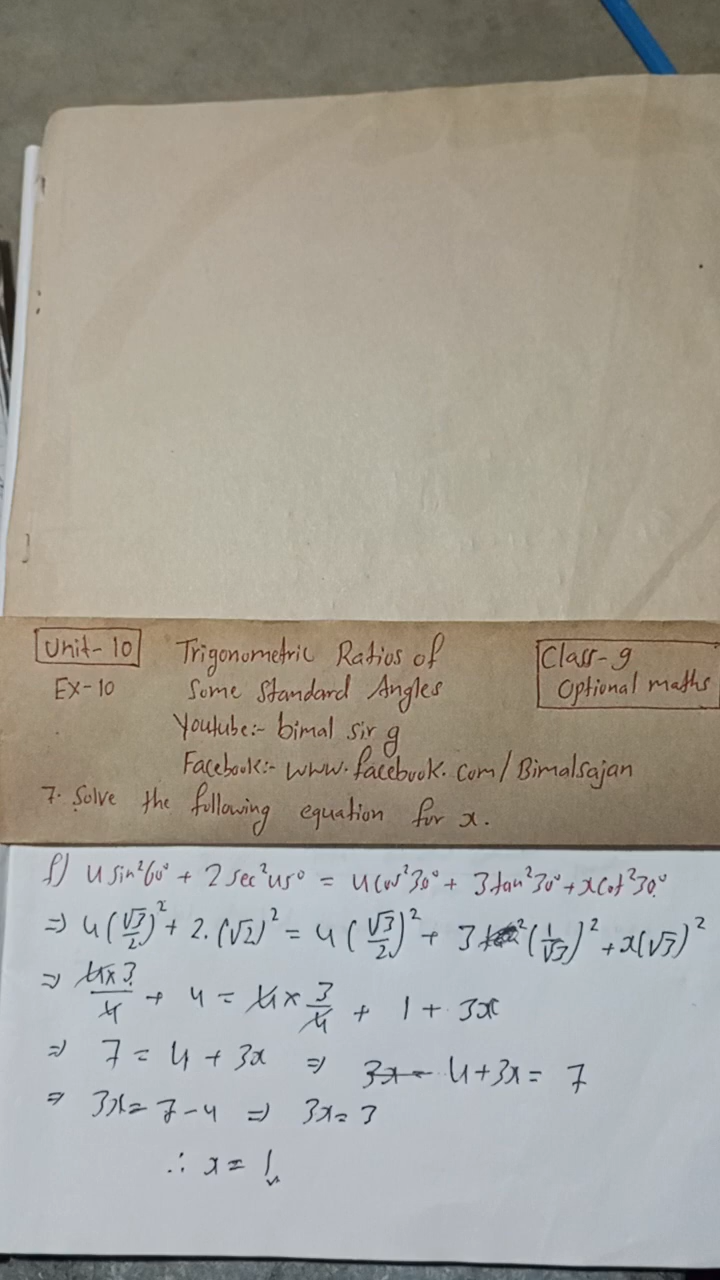 Unit-10 Trigonometric Ratios of Class-9
EX-10 Some Standard Angles Optional maths
Youtube:- bimal sir g
Facebook:- www.facebook.com/Bimalsajan
7. Solve the following equation for x.
f) 4 sin²60° + 2 sec²45° = 4 cos²30° + 3 tan²30° + x cot²30°
⇒ 4(√3/2)² + 2.(√2)² = 4(√3/2)² + 3 (1/√3)² + x(√3)²
⇒ 4×3/4 + 4 = 4 × 3/4 + 1 + 3x
⇒ 7 = 4 + 3x ⇒ 4+3x = 7
⇒ 3x = 7-4 ⇒ 3x = 3
∴ x = 1